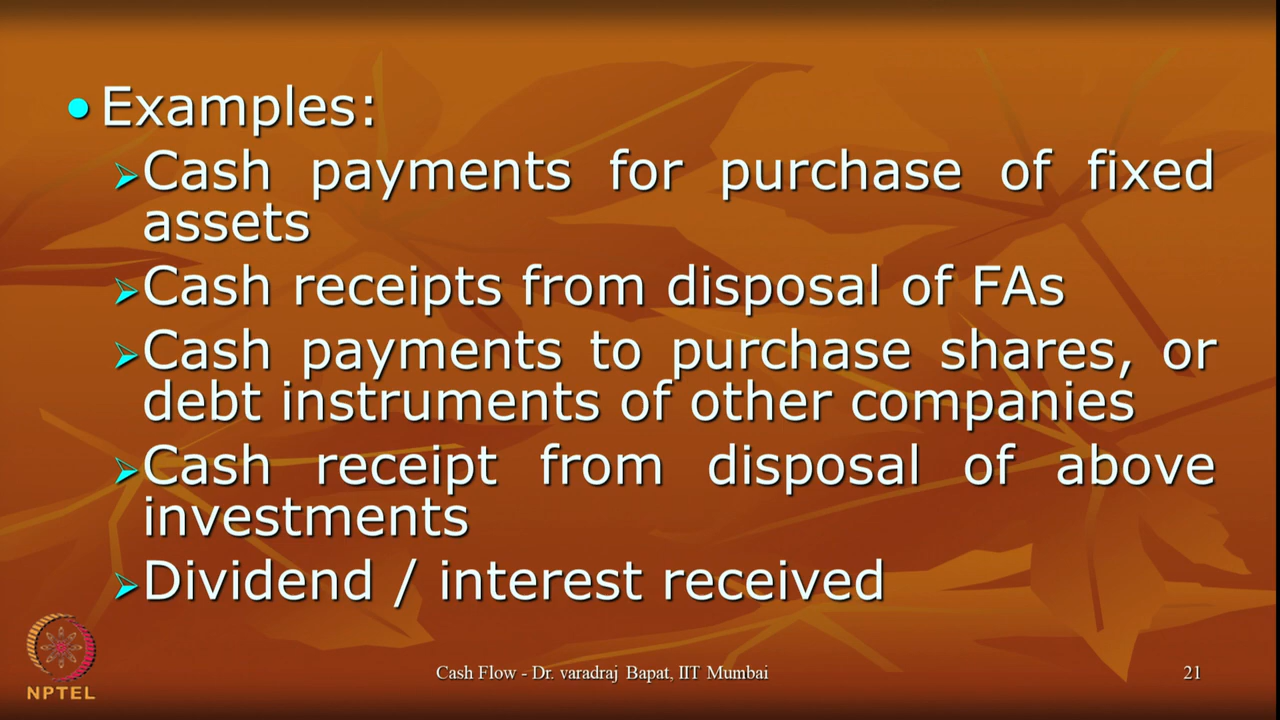 • Examples:
➢Cash payments for purchase of fixed
assets
➢Cash receipts from disposal of FAs
➢Cash payments to purchase shares, or
debt instruments of other companies
➢Cash receipt from disposal of above
investments
➢Dividend / interest received
NPTEL
Cash Flow - Dr. varadraj Bapat, IIT Mumbai
21